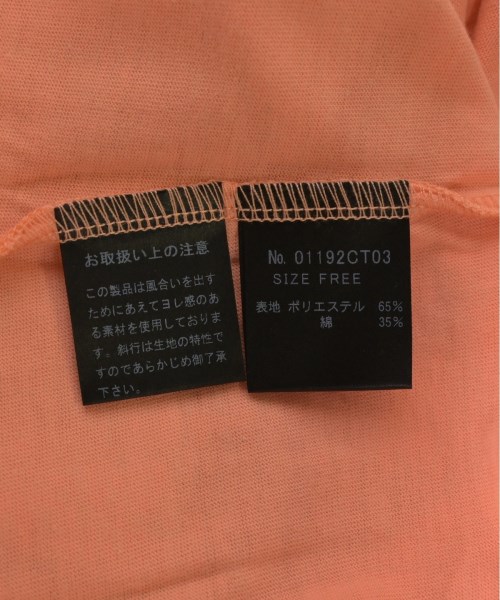 お取扱い上の注意
この製品は風合いを出す
ためにあえてヨレ感のあ
る素材を使用しておりま
す。斜行は生地の特性で
すのであらかじめ御了承
下さい。
No. 01192CT03
SIZE FREE
表地 ポリエステル 65%
綿 35%